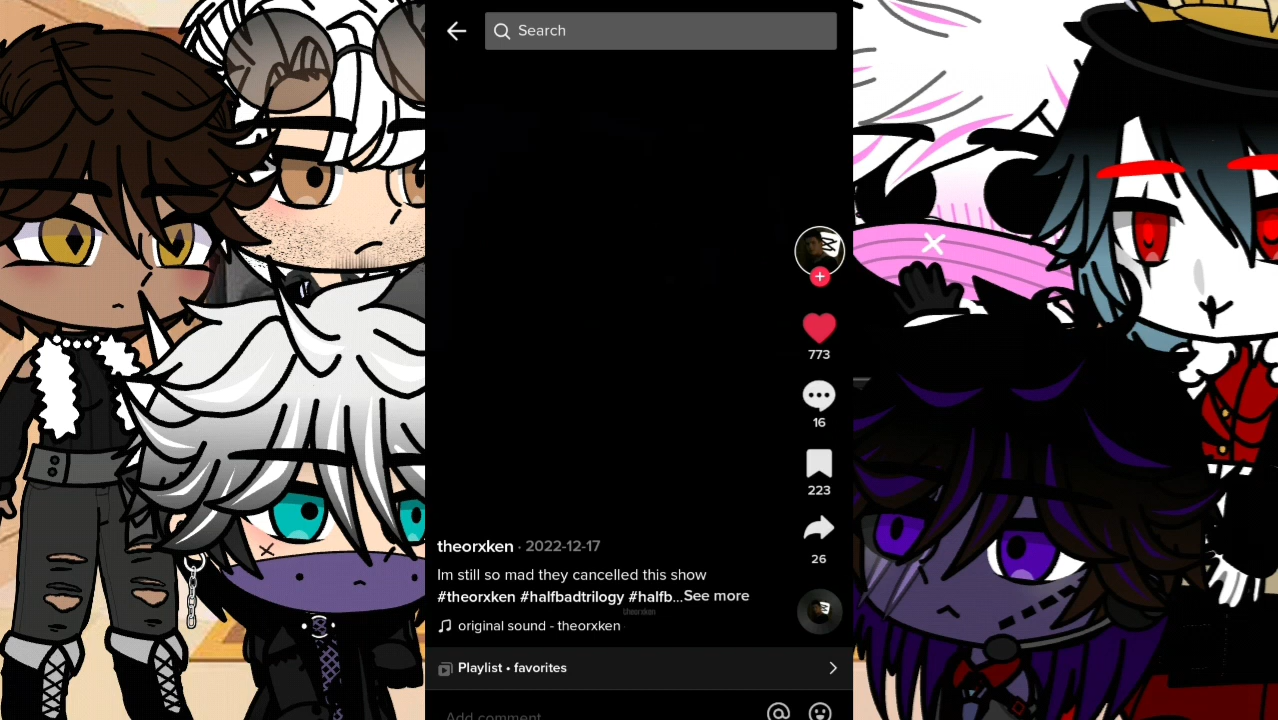 Search
773
16
223
26
theorxken · 2022-12-17
Im still so mad they cancelled this show
#theorxken #halfbadtrilogy #halfb...See more
theorxken
original sound - theorxken
Playlist • favorites
Add comment